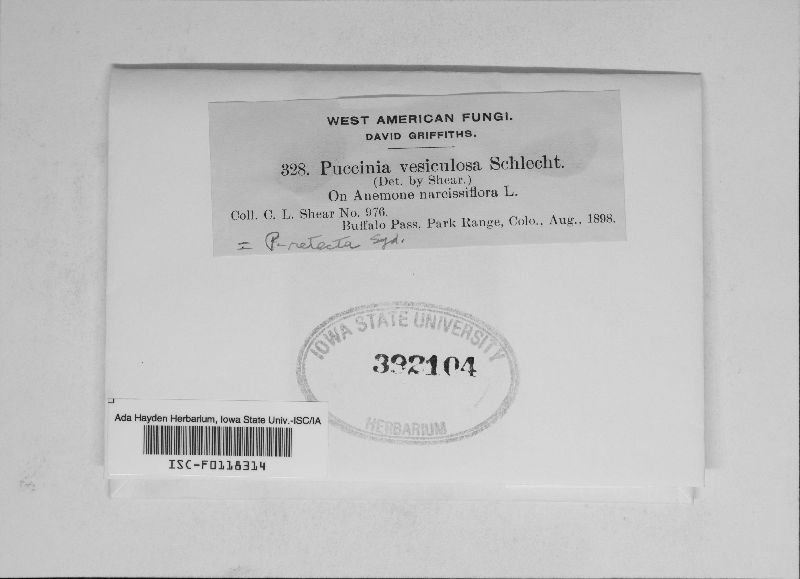 WEST AMERICAN FUNGI.
DAVID GRIFFITHS.
328. Puccinia vesiculosa Schlecht.
(Det. by Shear.)
On Anemone narcissiflora L.
Coll. C. L. Shear No. 976.
Buffalo Pass, Park Range, Colo., Aug., 1898.
= P. retecta Syd.
IOWA STATE UNIVERSITY
392104
HERBARIUM
Ada Hayden Herbarium, Iowa State Univ.-ISC/IA
ISC-F0118314